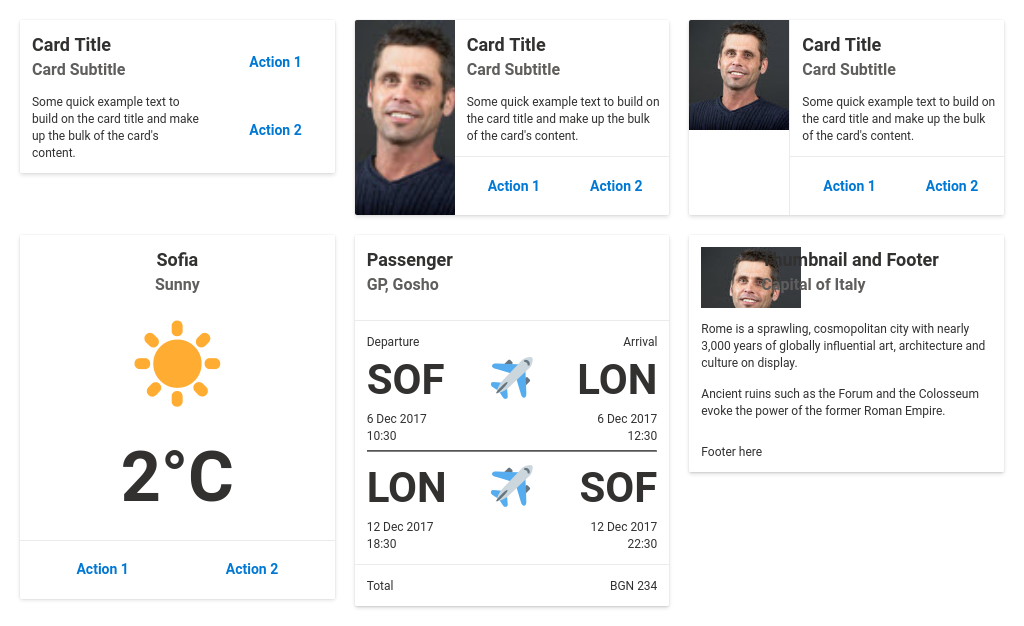 Card Title
Card Subtitle
Some quick example text to
build on the card title and make
up the bulk of the card's
content.
Action 1
Action 2
Card Title
Card Subtitle
Some quick example text to build on
the card title and make up the bulk
of the card's content.
Action 1 Action 2
Card Title
Card Subtitle
Some quick example text to build on
the card title and make up the bulk
of the card's content.
Action 1 Action 2
Sofia
Sunny
2°C
Action 1 Action 2
Passenger
GP, Gosho
Departure Arrival
SOF LON
6 Dec 2017 6 Dec 2017
10:30 12:30
LON SOF
12 Dec 2017 12 Dec 2017
18:30 22:30
Total BGN 234
Thumbnail and Footer
Capital of Italy
Rome is a sprawling, cosmopolitan city with nearly
3,000 years of globally influential art, architecture and
culture on display.
Ancient ruins such as the Forum and the Colosseum
evoke the power of the former Roman Empire.
Footer here